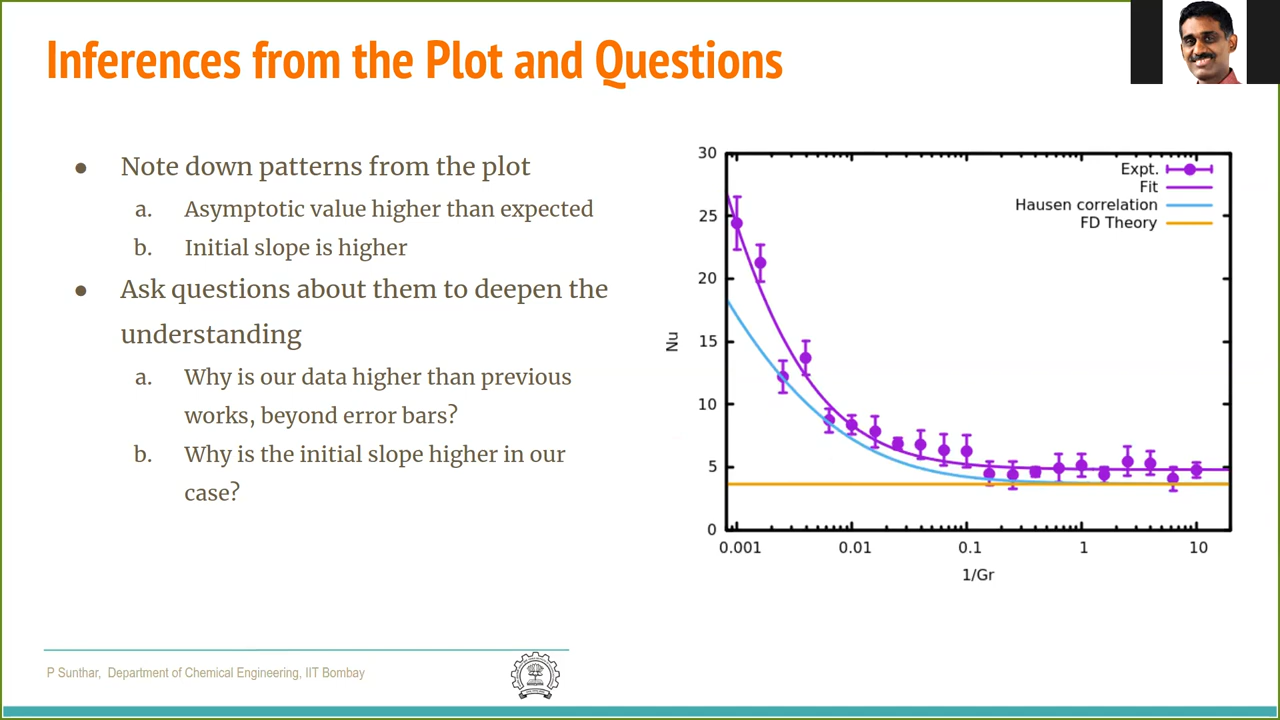 Inferences from the Plot and Questions
● Note down patterns from the plot
a. Asymptotic value higher than expected
b. Initial slope is higher
● Ask questions about them to deepen the
understanding
a. Why is our data higher than previous
works, beyond error bars?
b. Why is the initial slope higher in our
case?
30
25
20
15
10
5
0
Nu
0.001
0.01
0.1
1
10
1/Gr
Expt.
Fit
Hausen correlation
FD Theory
P Sunthar, Department of Chemical Engineering, IIT Bombay